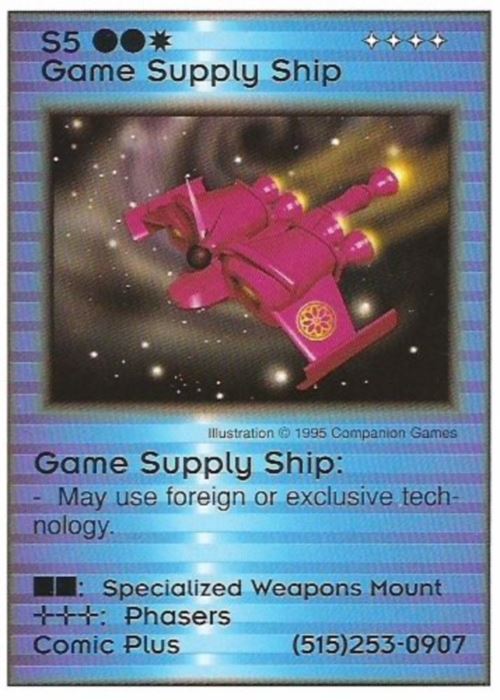 S5
Game Supply Ship
Illustration © 1995 Companion Games
Game Supply Ship:
- May use foreign or exclusive tech-
nology.
: Specialized Weapons Mount
: Phasers
Comic Plus (515)253-0907